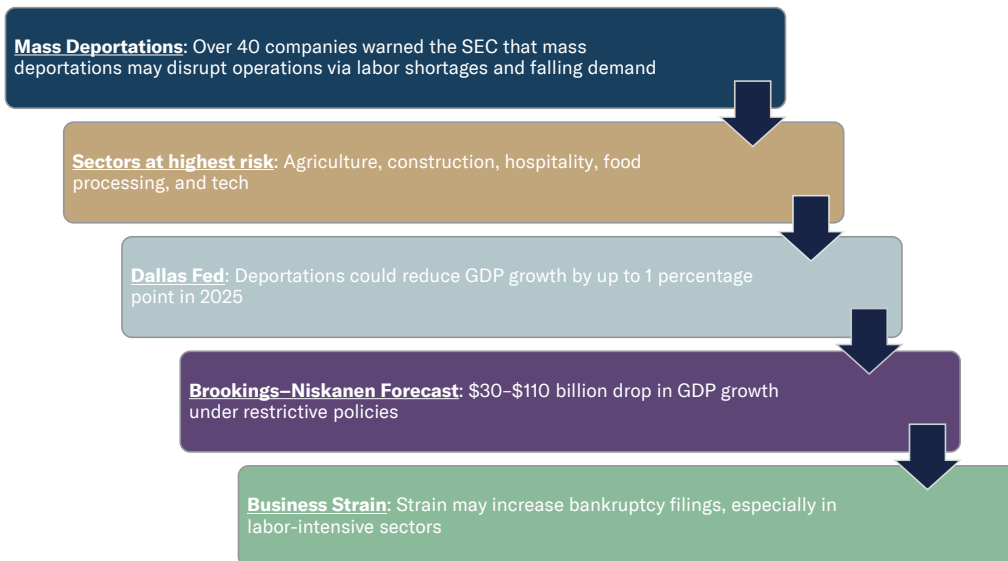 Mass Deportations: Over 40 companies warned the SEC that mass
deportations may disrupt operations via labor shortages and falling demand
Sectors at highest risk: Agriculture, construction, hospitality, food
processing, and tech
Dallas Fed: Deportations could reduce GDP growth by up to 1 percentage
point in 2025
Brookings–Niskanen Forecast: $30–$110 billion drop in GDP growth
under restrictive policies
Business Strain: Strain may increase bankruptcy filings, especially in
labor-intensive sectors